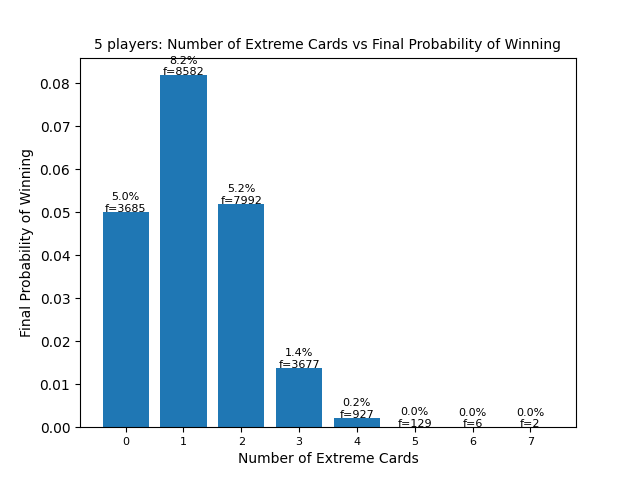 5 players: Number of Extreme Cards vs Final Probability of Winning
8.2%
f=8582
5.0%
f=3685
5.2%
f=7992
1.4%
f=3677
0.2%
f=927
0.0%
f=129
0.0%
f=6
0.0%
f=2
0.08
0.07
0.06
0.05
0.04
0.03
0.02
0.01
0.00
Final Probability of Winning
0 1 2 3 4 5 6 7
Number of Extreme Cards